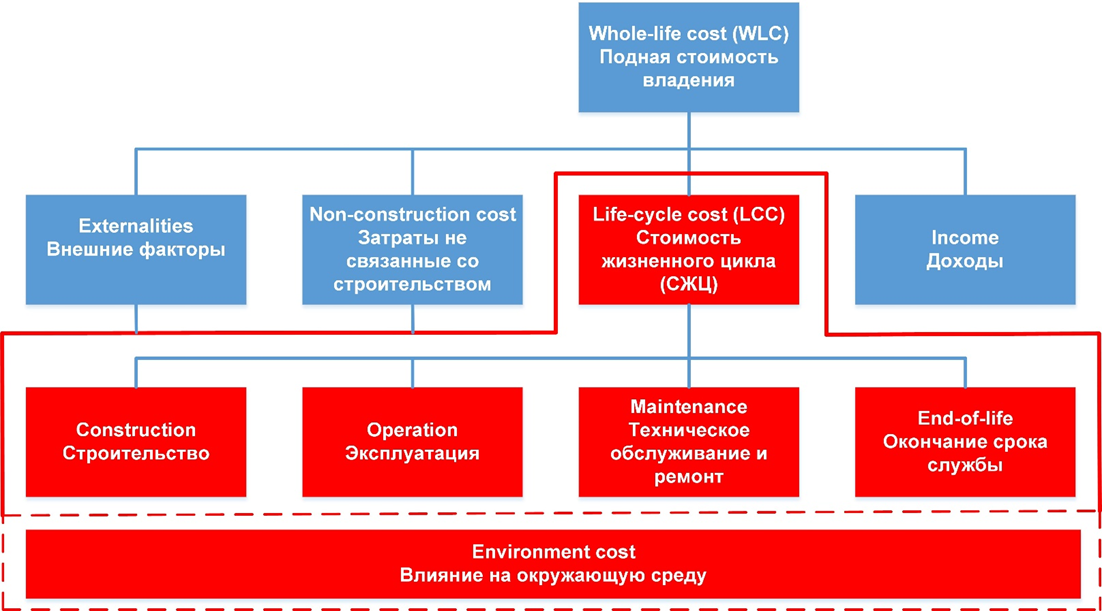 Whole-life cost (WLC)
Подная стоимость
владения
Externalities
Внешние факторы
Non-construction cost
Затраты не
связанные со
строительством
Life-cycle cost (LCC)
Стоимость
жизненного цикла
(СЖЦ)
Income
Доходы
Construction
Строительство
Operation
Эксплуатация
Maintenance
Техническое
обслуживание и
ремонт
End-of-life
Окончание срока
службы
Environment cost
Влияние на окружающую среду